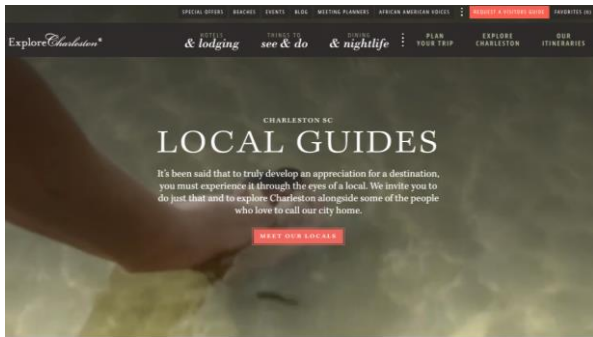 SPECIAL OFFERS BEACHES EVENTS BLOG MEETING PLANNERS AFRICAN AMERICAN VOICES REQUEST A VISITORS GUIDE FAVORITES (0)
ExploreCharleston®
HOTELS
& lodging
THINGS TO
see & do
DINING
& nightlife
PLAN
YOUR TRIP
EXPLORE
CHARLESTON
OUR
ITINERARIES
CHARLESTON SC
LOCAL GUIDES
It's been said that to truly develop an appreciation for a destination,
you must experience it through the eyes of a local. We invite you to
do just that and to explore Charleston alongside some of the people
who love to call our city home.
MEET OUR LOCALS